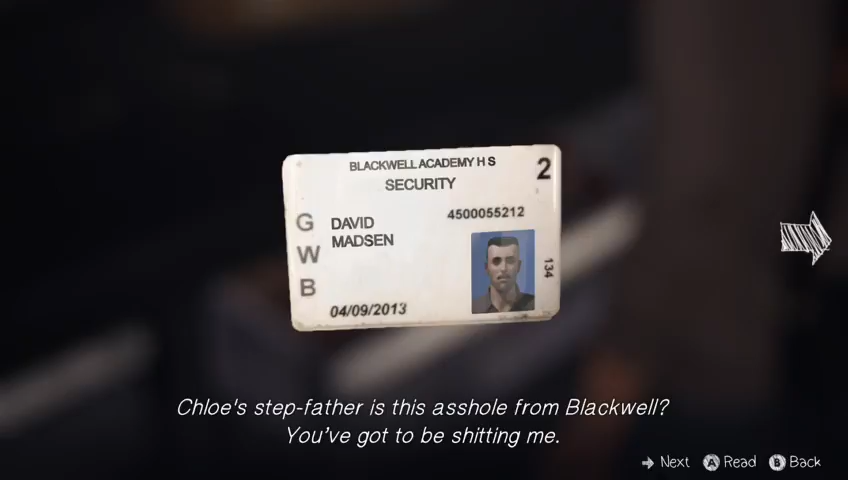 BLACKWELL ACADEMY H S
SECURITY
2
G
W
B
DAVID
MADSEN
4500055212
134
04/09/2013
Chloe's step-father is this asshole from Blackwell?
You've got to be shitting me.
Next A Read B Back